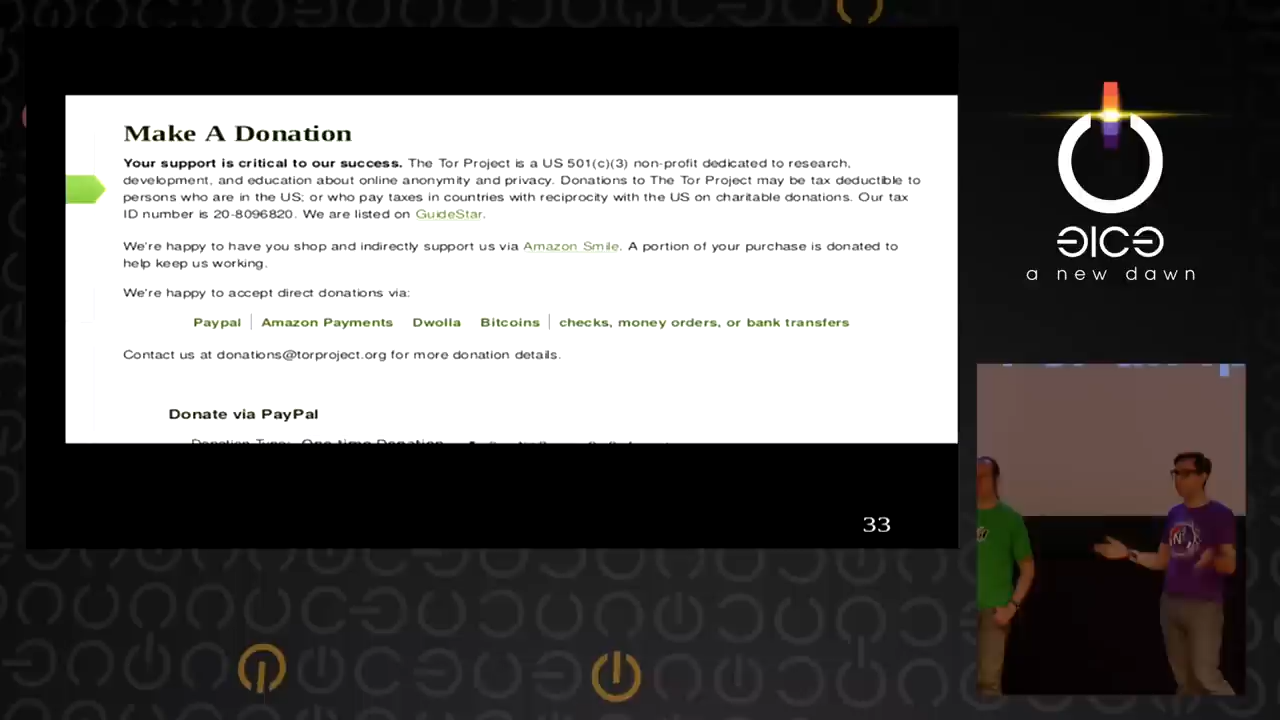 Make A Donation
Your support is critical to our success. The Tor Project is a US 501(c)(3) non-profit dedicated to research,
development, and education about online anonymity and privacy. Donations to The Tor Project may be tax deductible to
persons who are in the US; or who pay taxes in countries with reciprocity with the US on charitable donations. Our tax
ID number is 20-8096820. We are listed on GuideStar.
We're happy to have you shop and indirectly support us via Amazon Smile. A portion of your purchase is donated to
help keep us working.
We're happy to accept direct donations via:
Paypal Amazon Payments Dwolla Bitcoins checks, money orders, or bank transfers
Contact us at donations@torproject.org for more donation details.
Donate via PayPal
Donation Type: One-time Donation
33
a new dawn